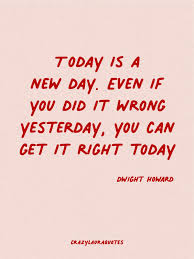 TODAY IS A
NEW DAY. EVEN IF
YOU DID IT WRONG
YESTERDAY, YOU CAN
GET IT RIGHT TODAY
DWIGHT HOWARD
CRAZYLAURAQUOTES